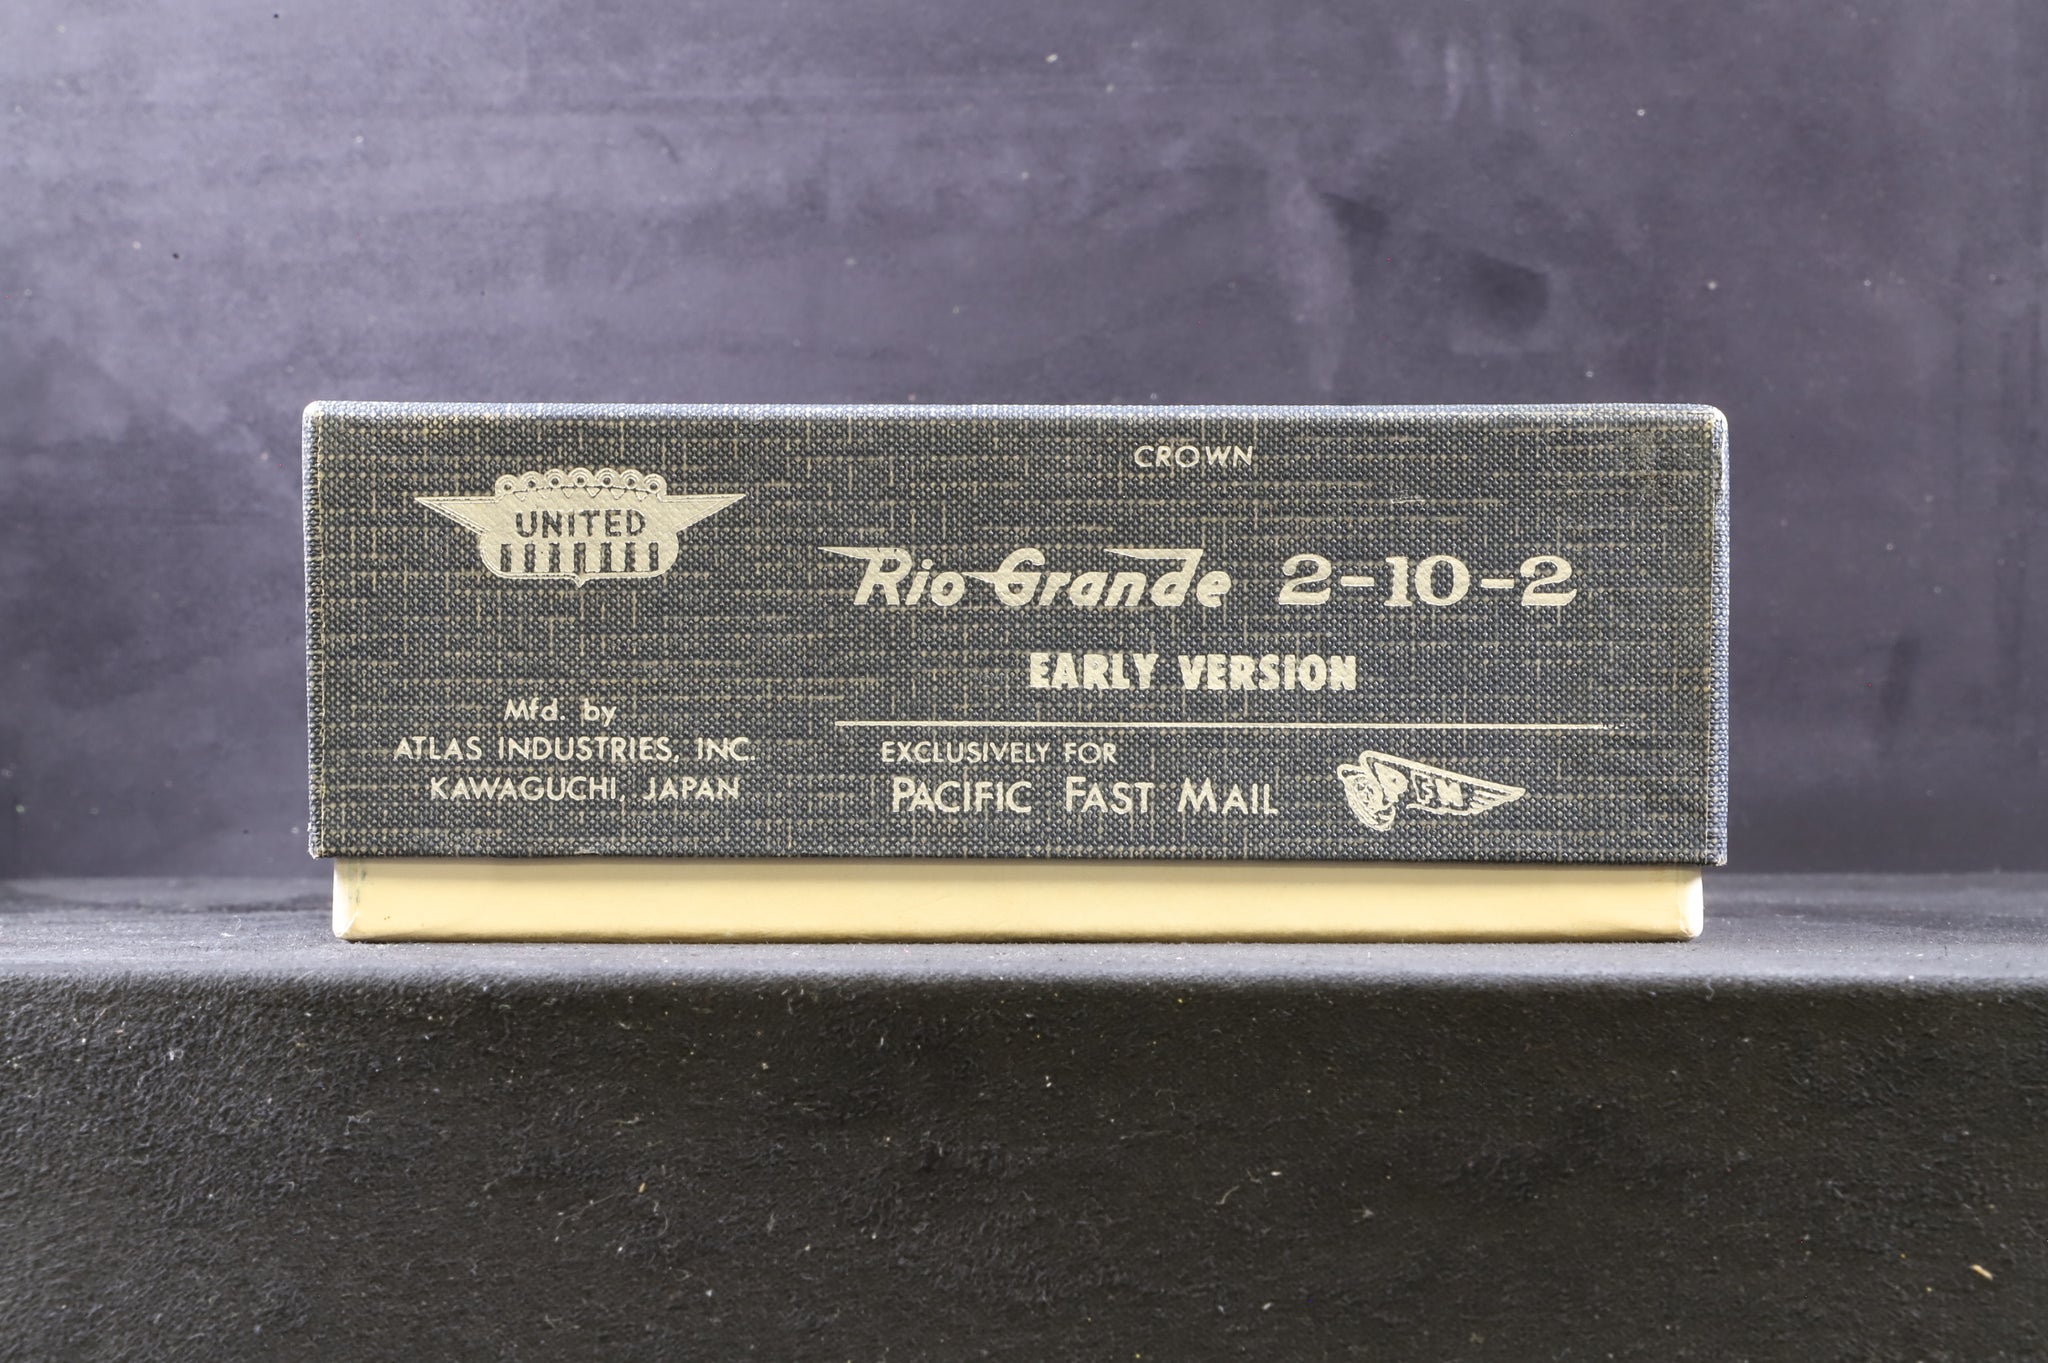 CROWN
UNITED
Rio Grande 2-10-2
EARLY VERSION
Mfd. by
ATLAS INDUSTRIES, INC.
KAWAGUCHI, JAPAN
EXCLUSIVELY FOR
PACIFIC FAST MAIL
PFM